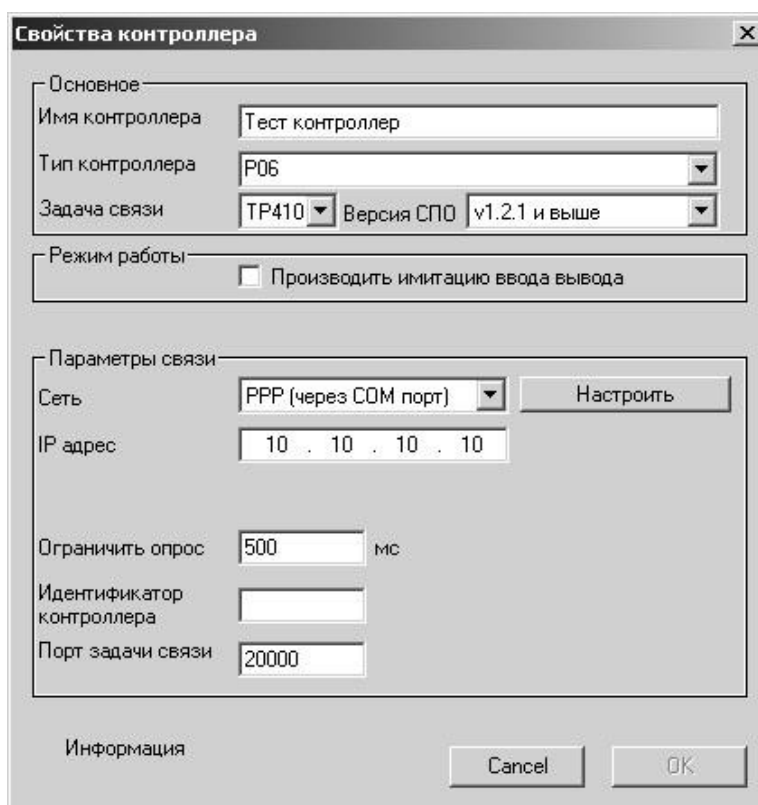 Свойства контроллера
Основное
Имя контроллера Тест контроллер
Тип контроллера P06
Задача связи TP410 Версия СПО v1.2.1 и выше
Режим работы
Производить имитацию ввода вывода
Параметры связи
Сеть PPP (через COM порт) Настроить
IP адрес 10 . 10 . 10 . 10
Ограничить опрос 500 мс
Идентификатор
контроллера
Порт задачи связи 20000
Информация
Cancel OK